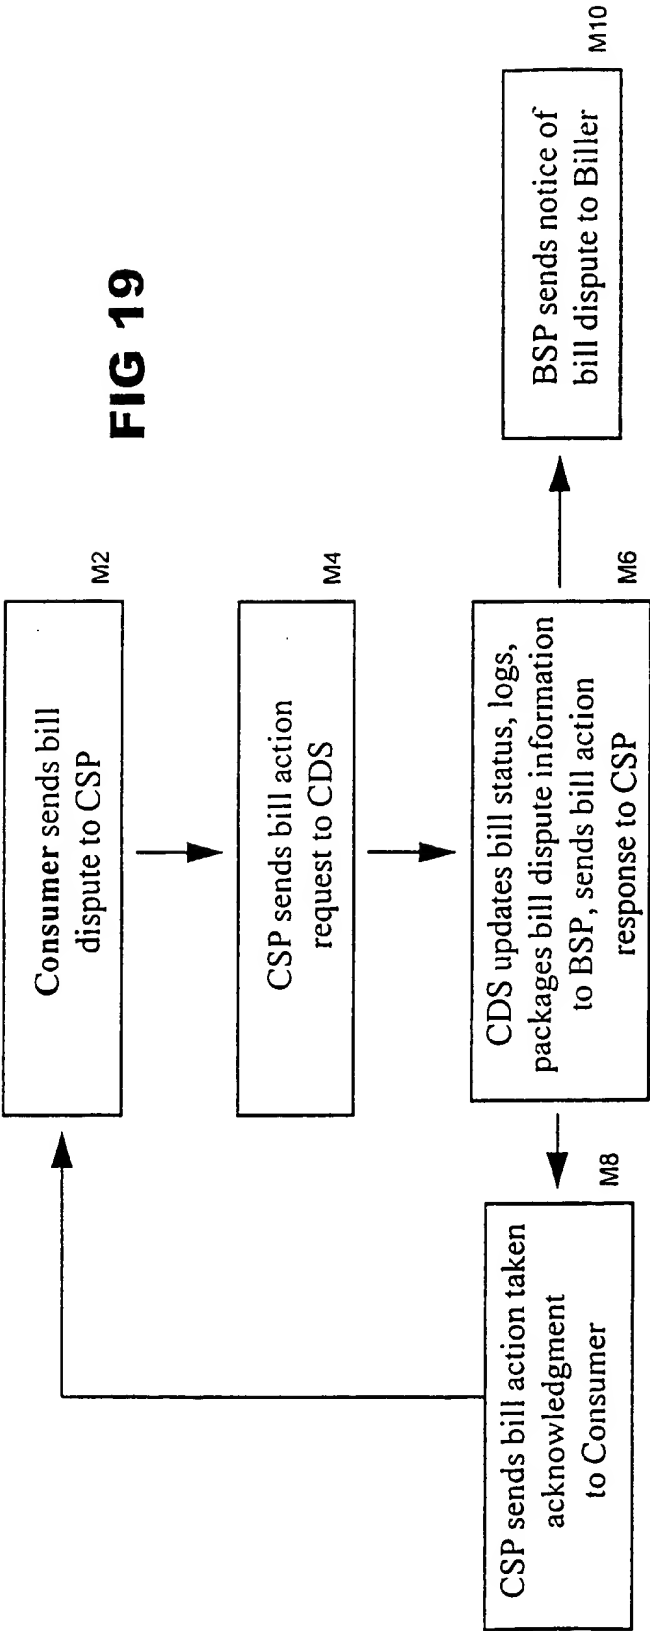 FIG 19
Consumer sends bill
dispute to CSP
M2
CSP sends bill action
request to CDS
M4
CDS updates bill status, logs,
packages bill dispute information
to BSP, sends bill action
response to CSP
M6
CSP sends bill action taken
acknowledgment
to Consumer
M8
BSP sends notice of
bill dispute to Biller
M10